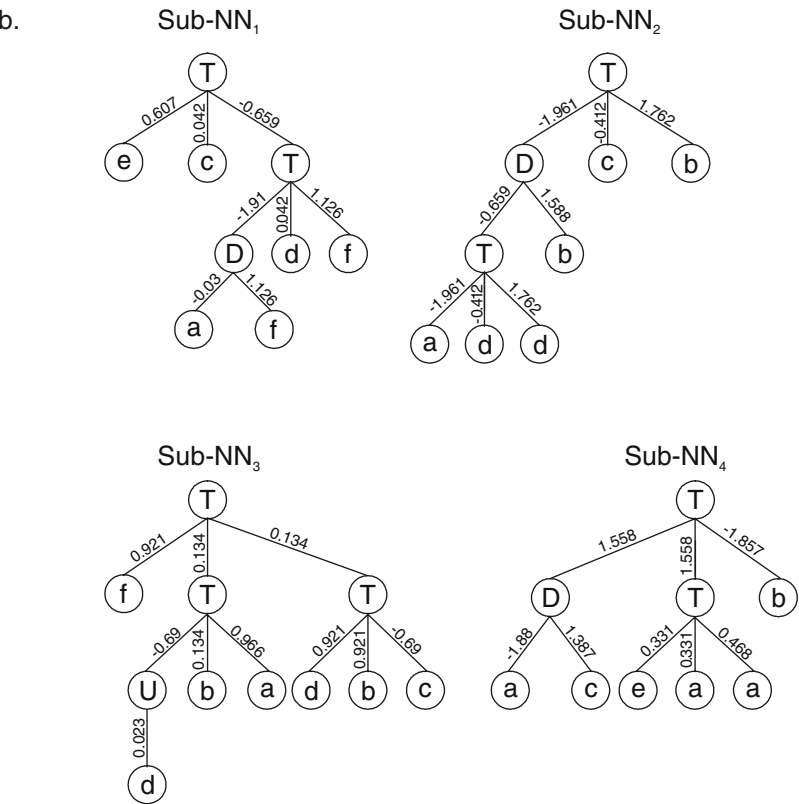 b. Sub-NN1 Sub-NN2
T T
0.607 0.042 -0.659 -1.961 -0.412 1.762
e c T D c b
-1.91 0.042 1.126 -0.659 1.588
D d f T b
-0.03 1.126 -1.961 -0.412 1.762
a f a d d
Sub-NN3 Sub-NN4
T T
0.921 0.134 0.134 1.558 1.558 -1.857
f T T D T b
-0.69 0.134 0.966 0.921 0.921 -0.69 -1.88 1.387 0.331 0.331 0.468
U b a d b c a c e a a
0.023
d